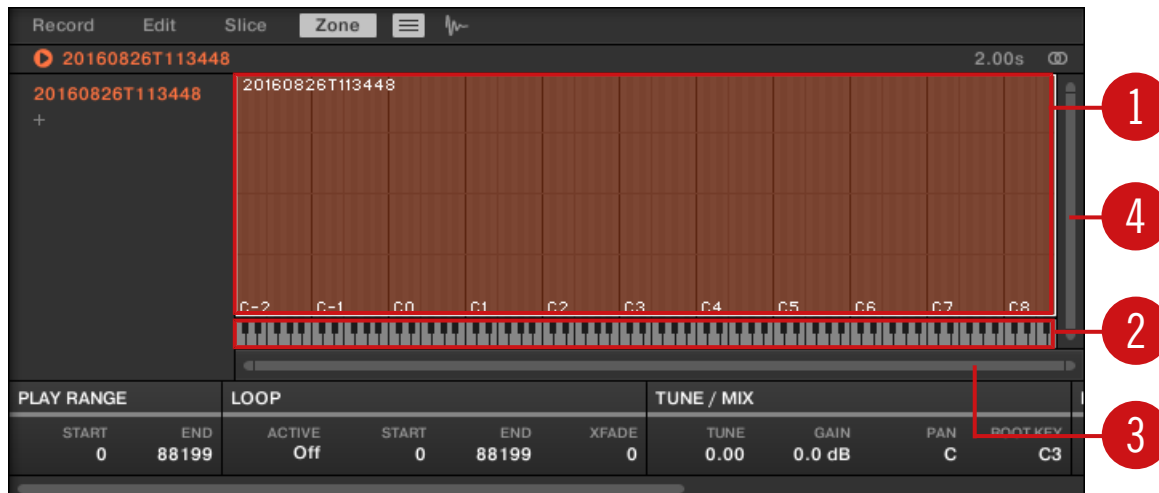 Record Edit Slice Zone
20160826T113448 2.00s
20160826T113448
+
20160826T113448
C-2 C-1 C0 C1 C2 C3 C4 C5 C6 C7 C8
1
4
2
3
PLAY RANGE LOOP TUNE / MIX
START END ACTIVE START END XFADE TUNE GAIN PAN ROOT KEY
0 88199 Off 0 88199 0 0.00 0.0 dB C C3